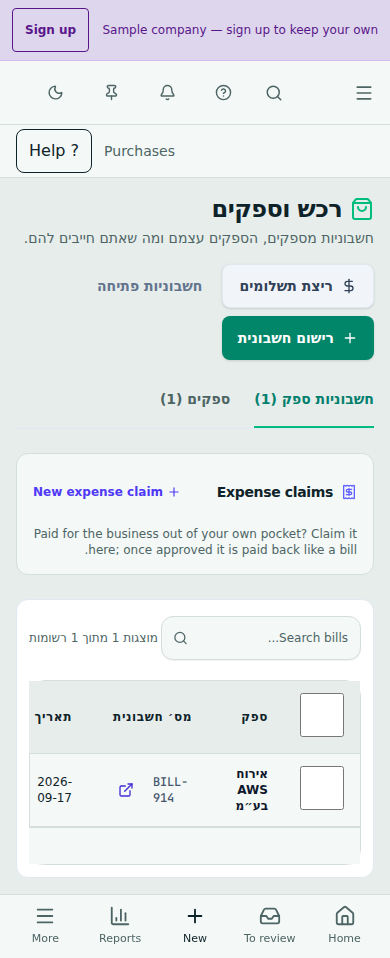 Sample company — sign up to keep your own
Sign up
Purchases
Help ?
רכש וספקים
חשבוניות מספקים, הספקים עצמם ומה שאתם חייבים להם.
ריצת תשלומים
חשבוניות פתיחה
רישום חשבונית
חשבוניות ספק (1)
ספקים (1)
Expense claims
New expense claim
Paid for the business out of your own pocket? Claim it
here; once approved it is paid back like a bill.
Search bills...
מוצגות 1 מתוך 1 רשומות
ספק
מס׳ חשבונית
תאריך
אירוח
AWS
בע״מ
BILL-
914
2026-
09-17
Home
To review
New
Reports
More